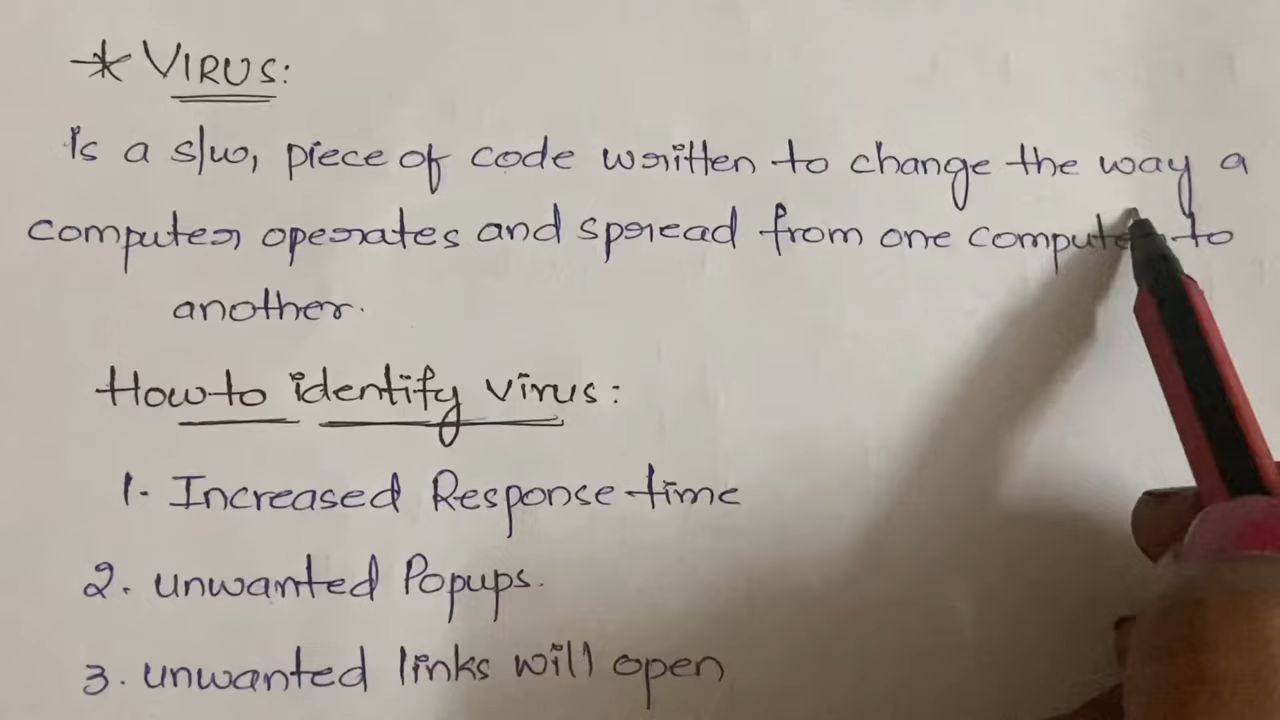 * VIRUS:
is a s/w, piece of code written to change the way a
computer operates and spread from one computer to
another.
How to identify virus:
1. Increased Response time
2. unwanted Popups.
3. unwanted links will open